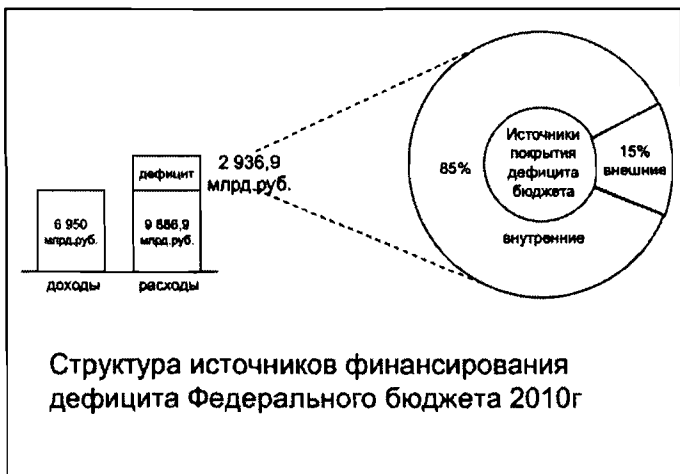 дефицит
2 936,9
млрд.руб.
6 950
млрд.руб.
9 886,9
млрд.руб.
доходы
расходы
85%
Источники
покрытия
дефицита
бюджета
15%
внешние
внутренние
Структура источников финансирования
дефицита Федерального бюджета 2010г